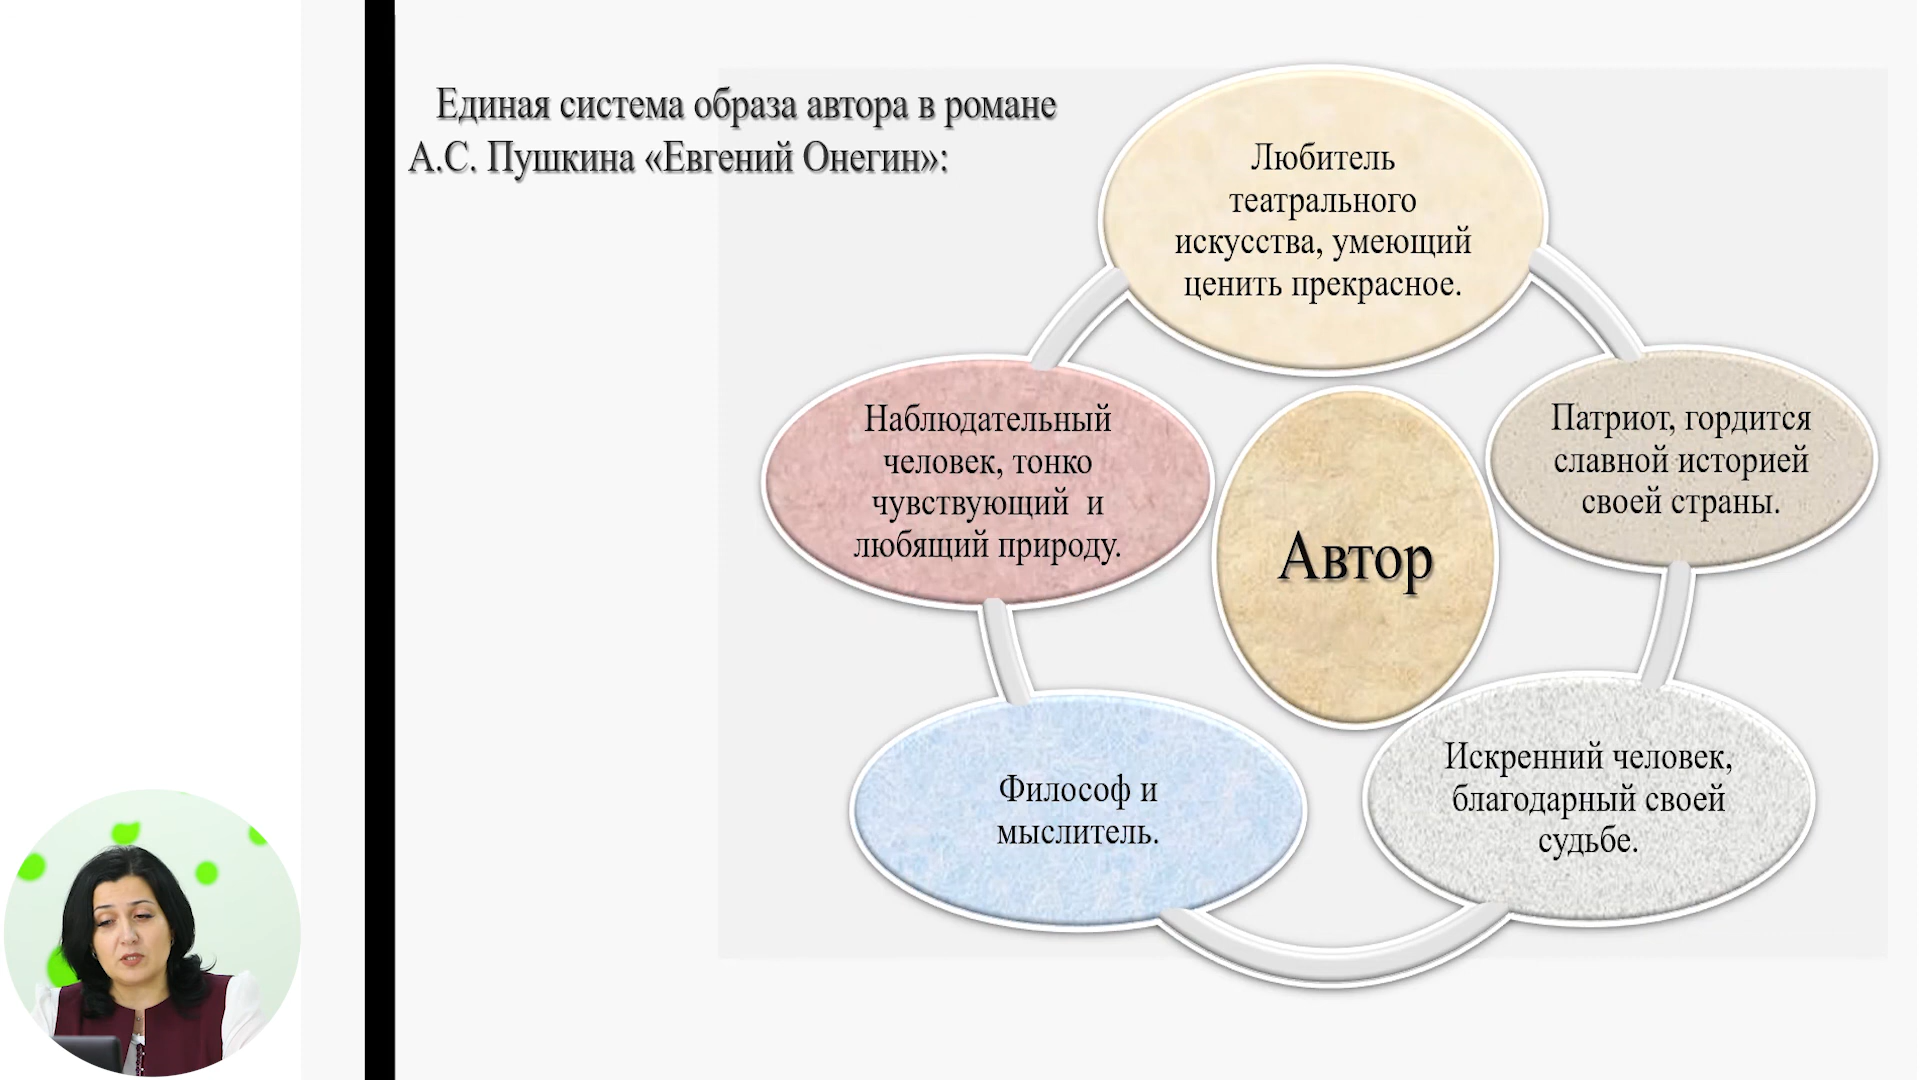 Единая система образа автора в романе
А.С. Пушкина «Евгений Онегин»:
Любитель
театрального
искусства, умеющий
ценить прекрасное.
Наблюдательный
человек, тонко
чувствующий и
любящий природу.
Автор
Патриот, гордится
славной историей
своей страны.
Философ и
мыслитель.
Искренний человек,
благодарный своей
судьбе.